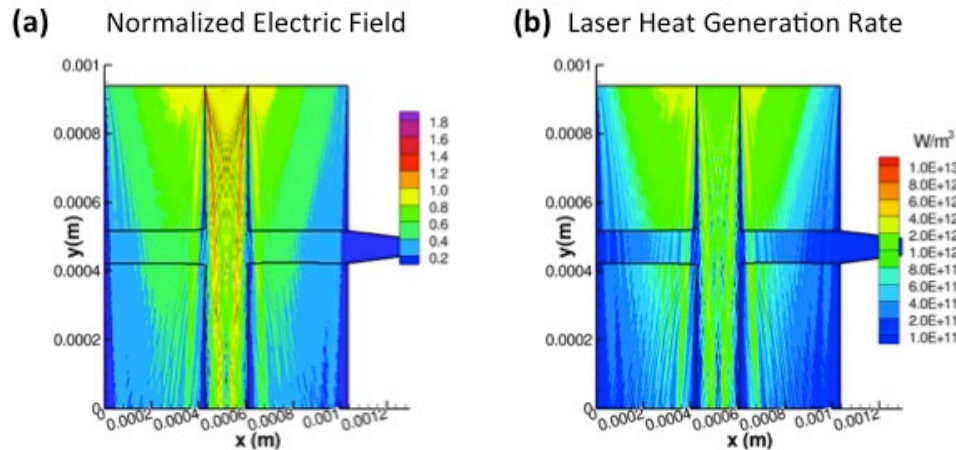 (a) Normalized Electric Field
(b) Laser Heat Generation Rate
0.001
0.0008
0.0006
0.0004
0.0002
0
y(m)
0
0.0002
0.0004
0.0006
0.0008
0.001
0.0012
x (m)
1.8
1.6
1.4
1.2
1.0
0.8
0.6
0.4
0.2
0.001
0.0008
0.0006
0.0004
0.0002
0
y(m)
0
0.0002
0.0004
0.0006
0.0008
0.001
0.0012
x (m)
W/m³
1.0E+13
8.0E+12
6.0E+12
4.0E+12
2.0E+12
1.0E+12
8.0E+11
6.0E+11
4.0E+11
2.0E+11
1.0E+11